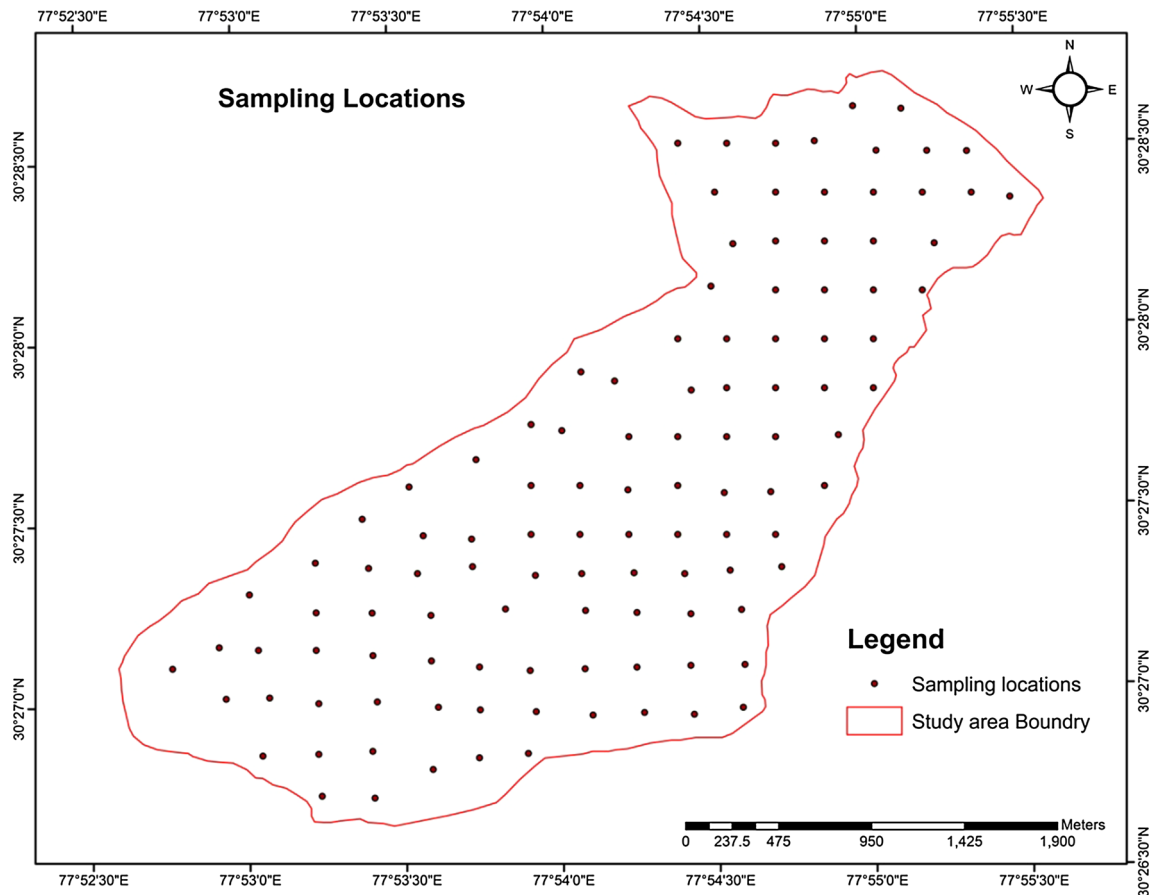 77°52'30"E 77°53'0"E 77°53'30"E 77°54'0"E 77°54'30"E 77°55'0"E 77°55'30"E
Sampling Locations
N
W E
S
30°28'30"N 30°28'30"N
30°28'0"N 30°28'0"N
30°27'30"N 30°27'30"N
30°27'0"N 30°27'0"N
30°26'30"N
Legend
Sampling locations
Study area Boundry
Meters
0 237.5 475 950 1,425 1,900
77°52'30"E 77°53'0"E 77°53'30"E 77°54'0"E 77°54'30"E 77°55'0"E 77°55'30"E